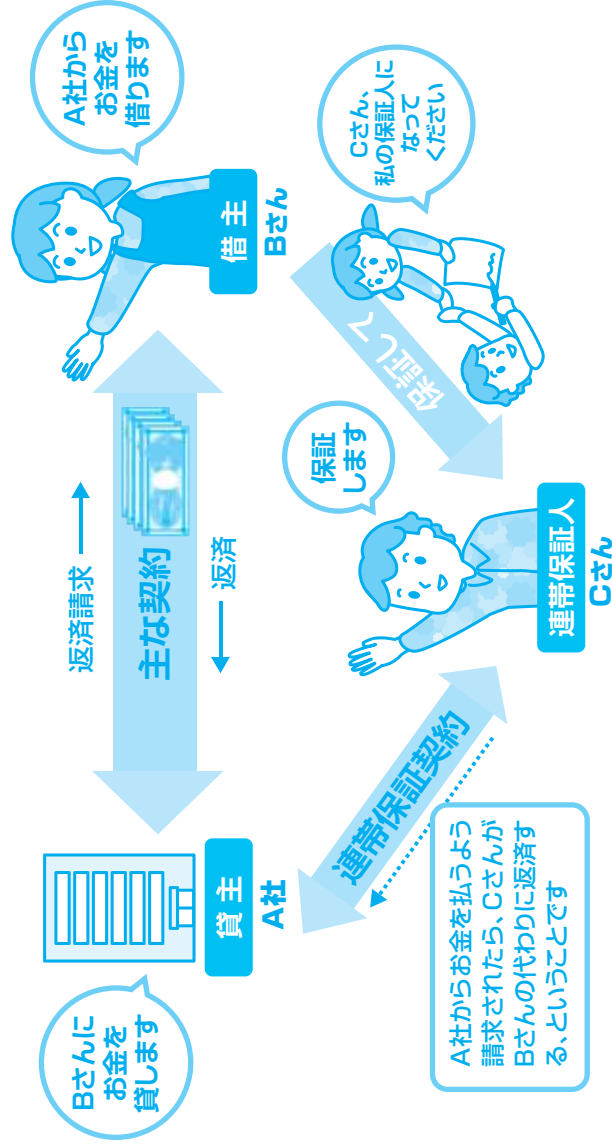 Bさんに
お金を
貸します
貸主
A社
返済請求
主な契約
返済
A社から
お金を
借ります
借主
Bさん
保証して
Cさん、
私の保証人に
なって
ください
保証
します
連帯保証人
Cさん
連帯保証契約
A社からお金を払うよう
請求されたら、Cさんが
Bさんの代わりに返済す
る、ということです